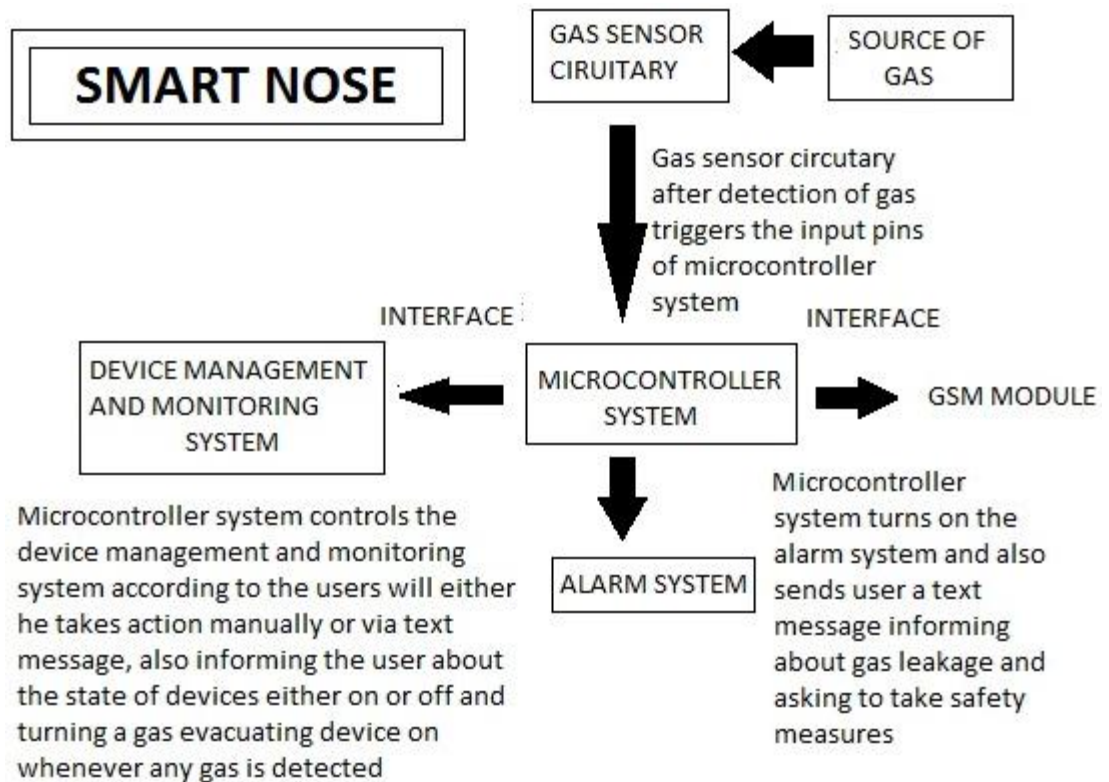 SMART NOSE
GAS SENSOR
CIRUITARY
SOURCE OF
GAS
Gas sensor circutary
after detection of gas
triggers the input pins
of microcontroller
system
INTERFACE
INTERFACE
DEVICE MANAGEMENT
AND MONITORING
SYSTEM
MICROCONTROLLER
SYSTEM
GSM MODULE
Microcontroller system controls the
device management and monitoring
system according to the users will either
he takes action manually or via text
message, also informing the user about
the state of devices either on or off and
turning a gas evacuating device on
whenever any gas is detected
ALARM SYSTEM
Microcontroller
system turns on the
alarm system and also
sends user a text
message informing
about gas leakage and
asking to take safety
measures